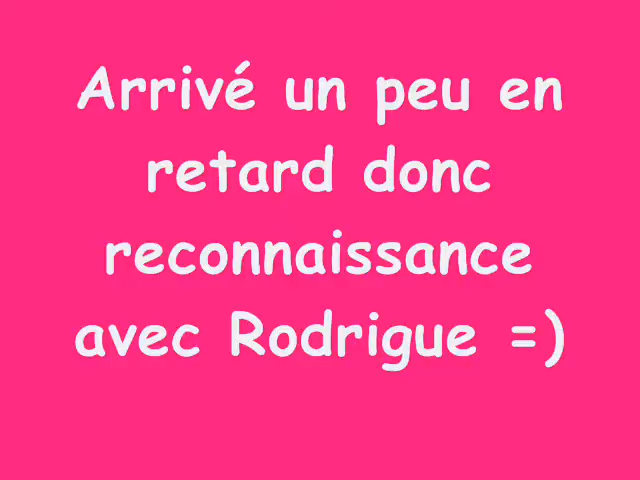 Arrivé un peu en
retard donc
reconnaissance
avec Rodrigue =)